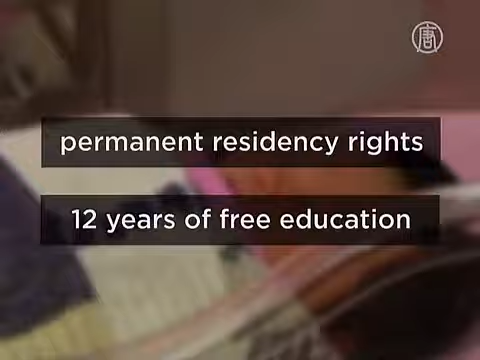 唐
permanent residency rights
12 years of free education